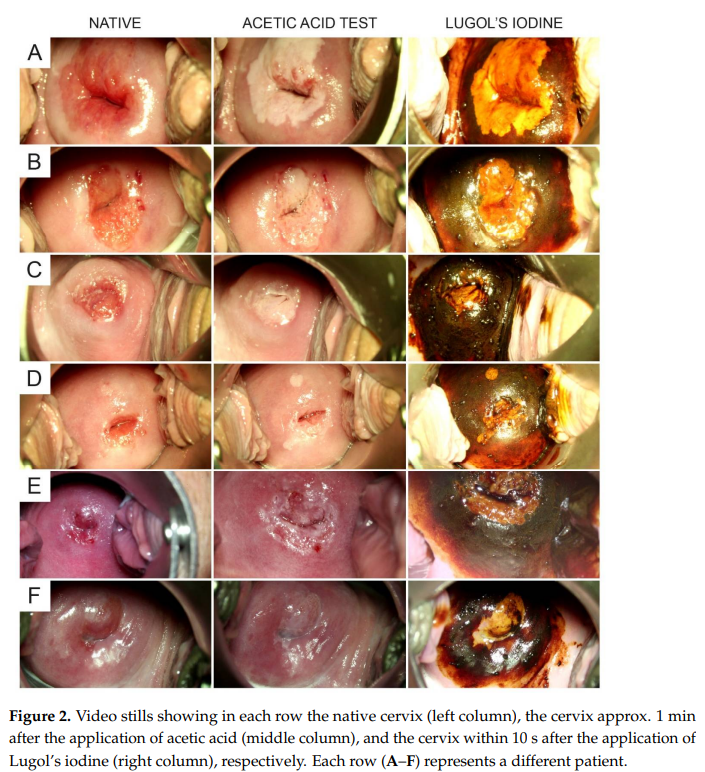 NATIVE
ACETIC ACID TEST
LUGOL'S IODINE
A
B
C
D
E
F
Figure 2. Video stills showing in each row the native cervix (left column), the cervix approx. 1 min
after the application of acetic acid (middle column), and the cervix within 10 s after the application of
Lugol's iodine (right column), respectively. Each row (A–F) represents a different patient.